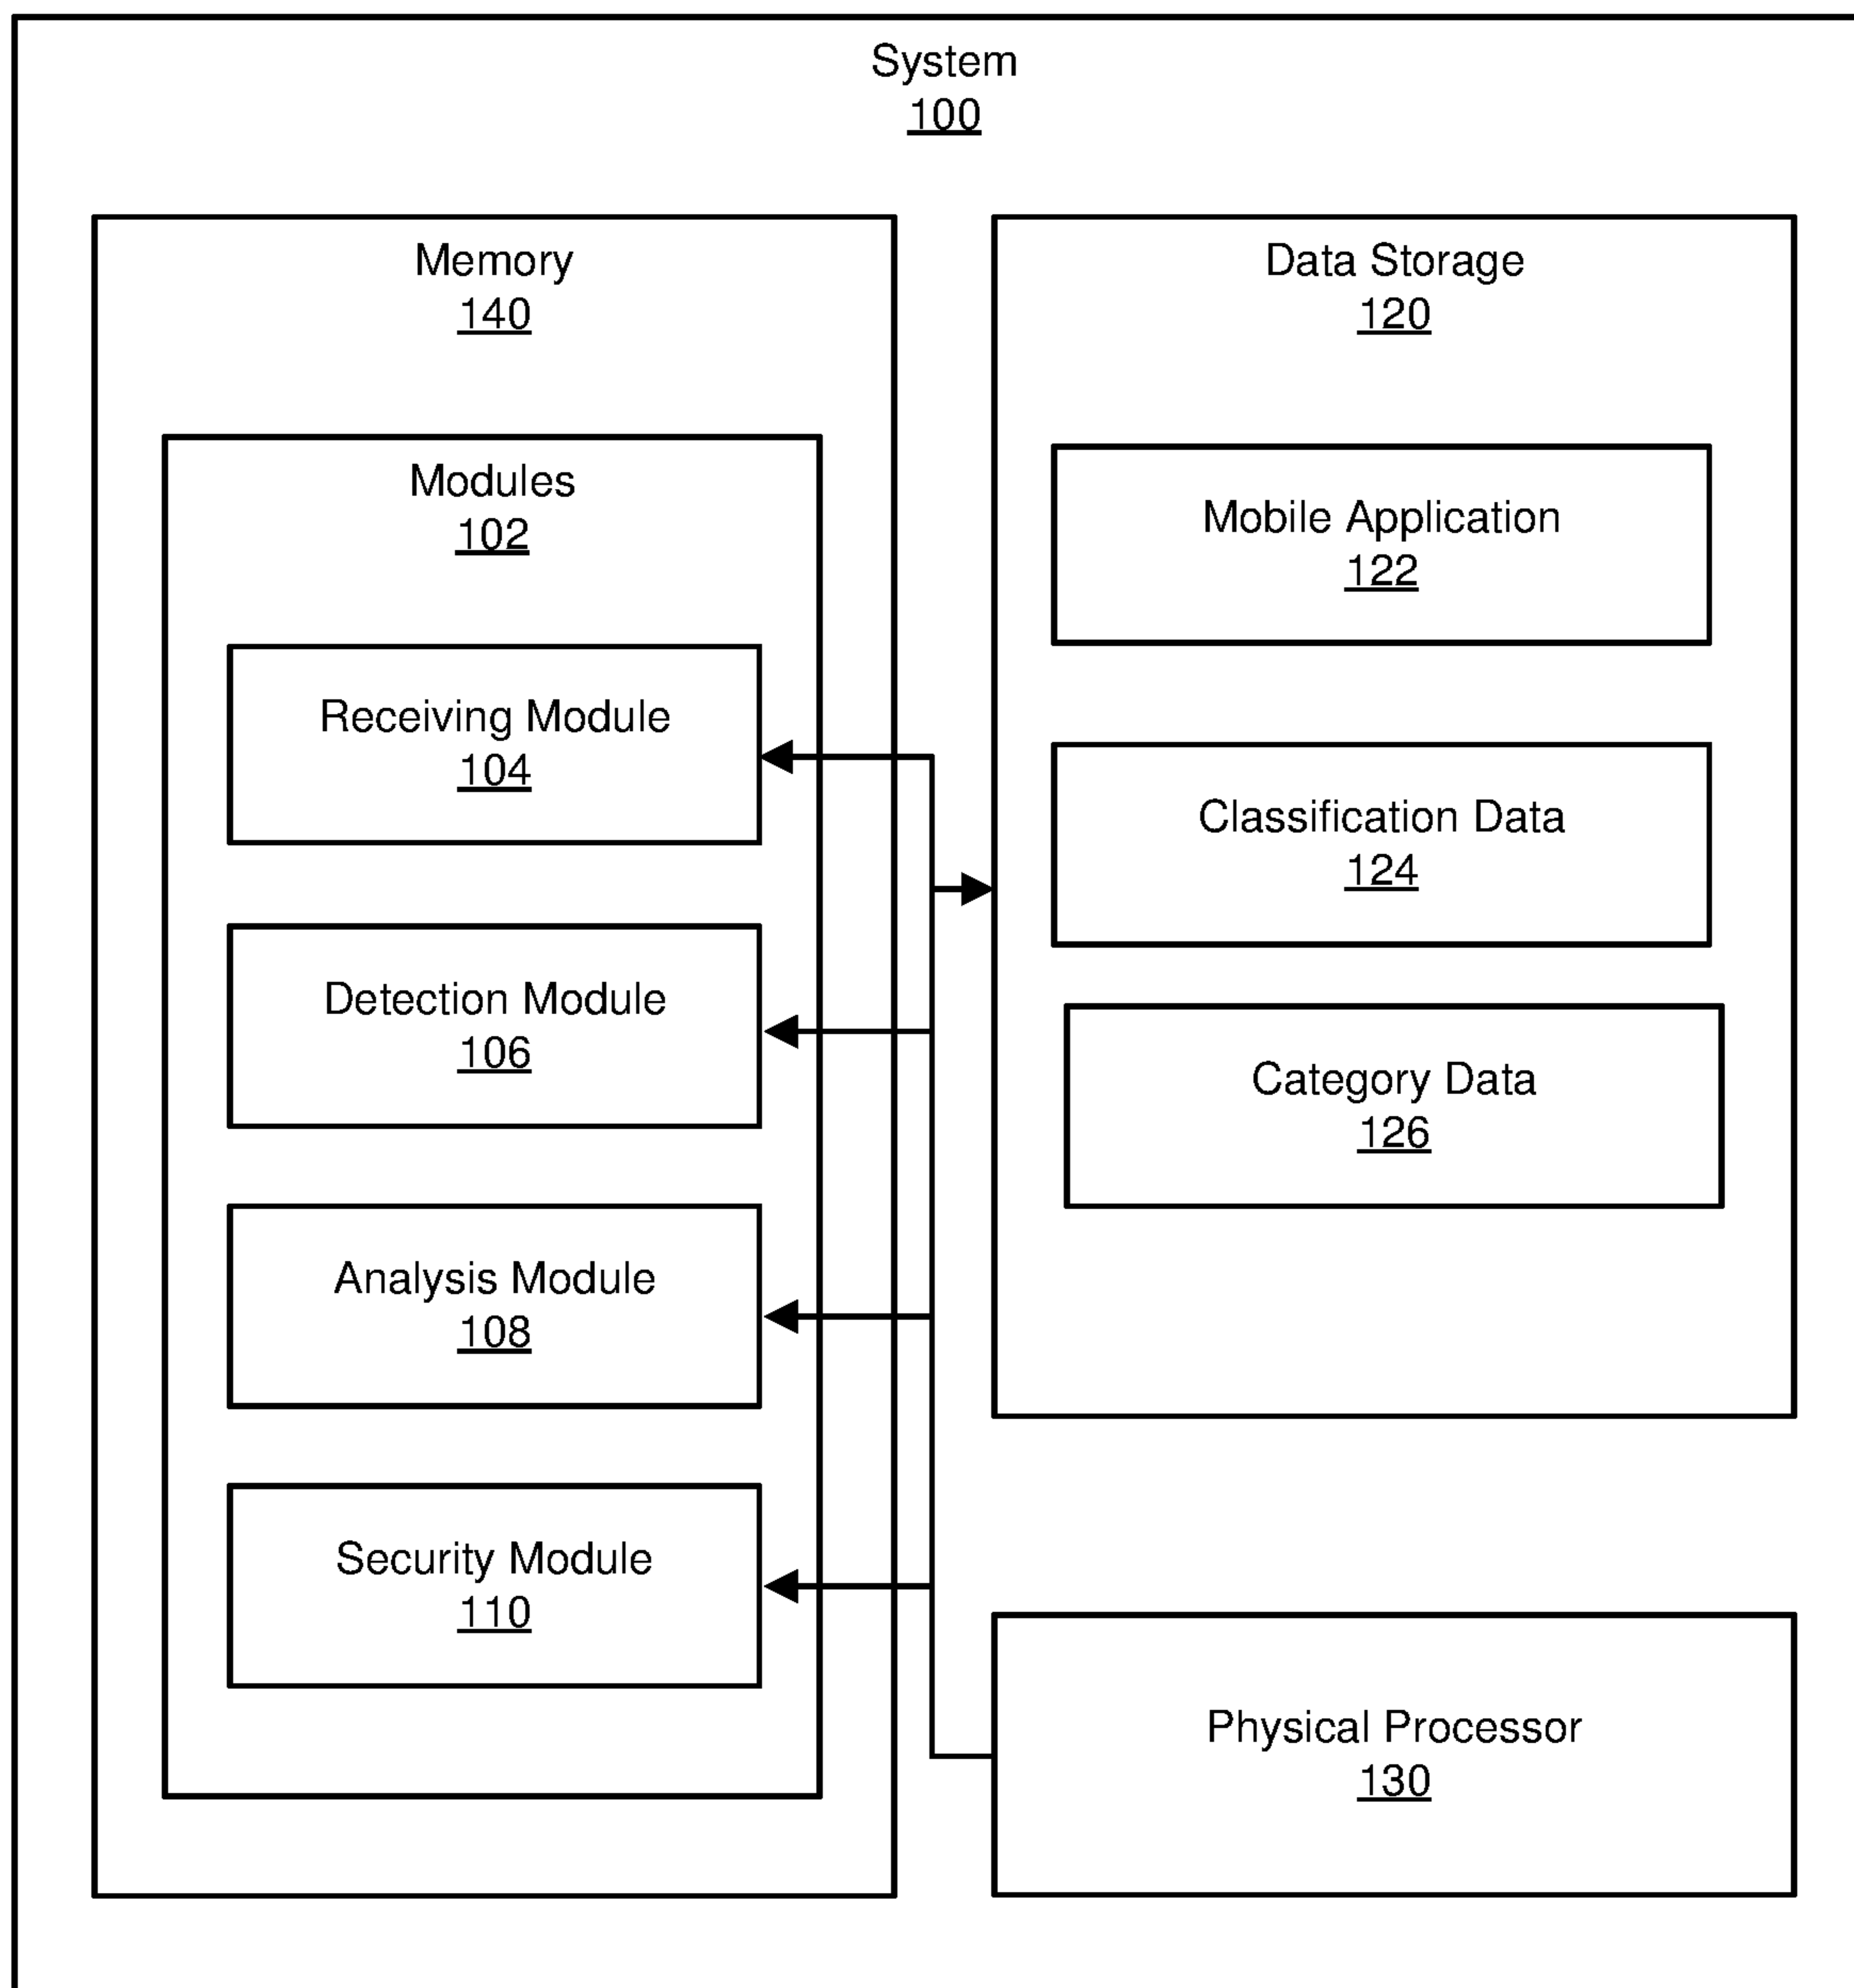 System
100
Memory
140
Modules
102
Receiving Module
104
Detection Module
106
Analysis Module
108
Security Module
110
Data Storage
120
Mobile Application
122
Classification Data
124
Category Data
126
Physical Processor
130